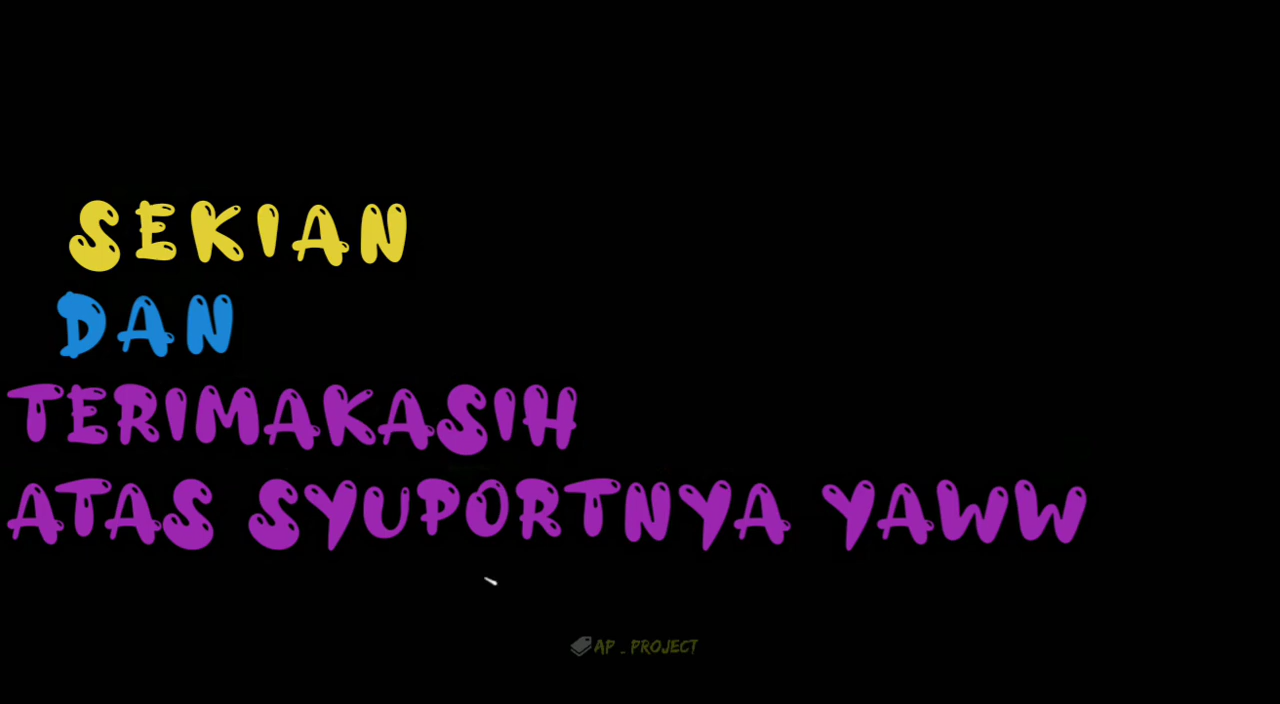 SEKIAN
DAN
TERIMAKASIH
ATAS SYUPORTNYA YAWW
AP_PROJECT